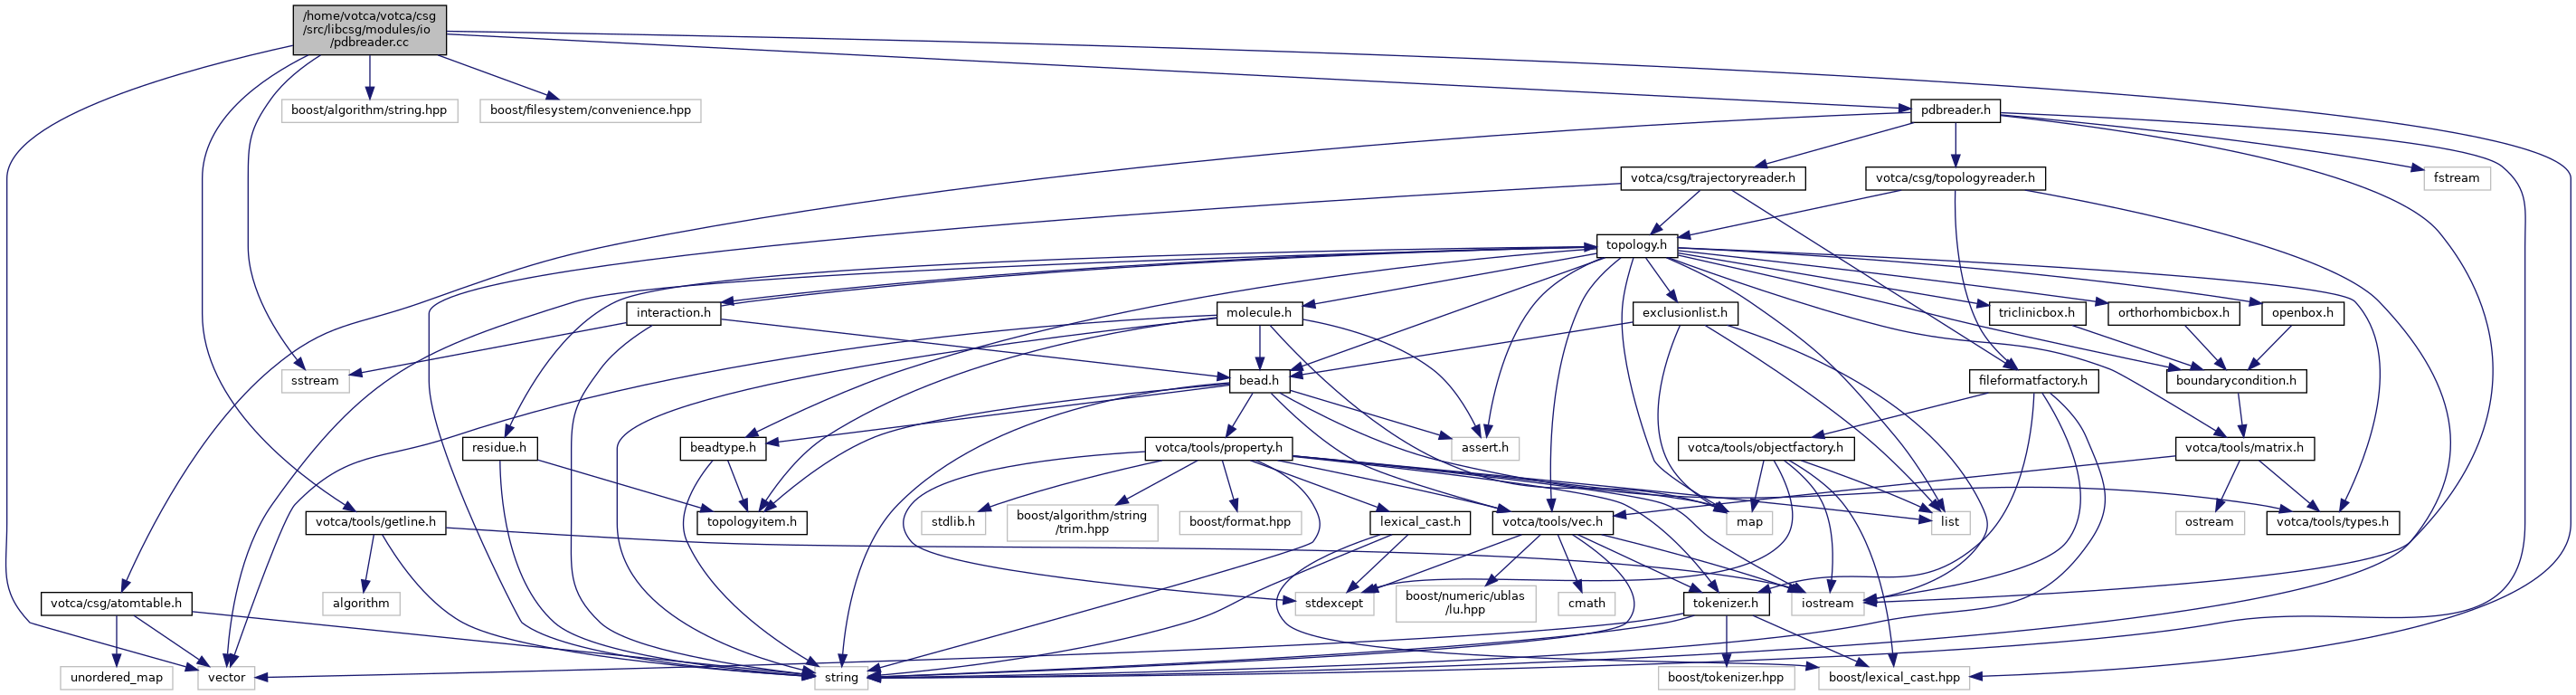 /home/votca/votca/csg
/src/libcsg/modules/io
/pdbreader.cc
boost/algorithm/string.hpp
boost/filesystem/convenience.hpp
pdbreader.h
votca/csg/trajectoryreader.h
votca/csg/topologyreader.h
fstream
topology.h
interaction.h
molecule.h
exclusionlist.h
triclinicbox.h
orthorhombicbox.h
openbox.h
sstream
bead.h
fileformatfactory.h
boundarycondition.h
residue.h
beadtype.h
votca/tools/property.h
assert.h
votca/tools/objectfactory.h
votca/tools/matrix.h
votca/tools/getline.h
topologyitem.h
stdlib.h
boost/algorithm/string
/trim.hpp
boost/format.hpp
lexical_cast.h
votca/tools/vec.h
map
list
ostream
votca/tools/types.h
votca/csg/atomtable.h
algorithm
stdexcept
boost/numeric/ublas
/lu.hpp
cmath
tokenizer.h
iostream
unordered_map
vector
string
boost/tokenizer.hpp
boost/lexical_cast.hpp